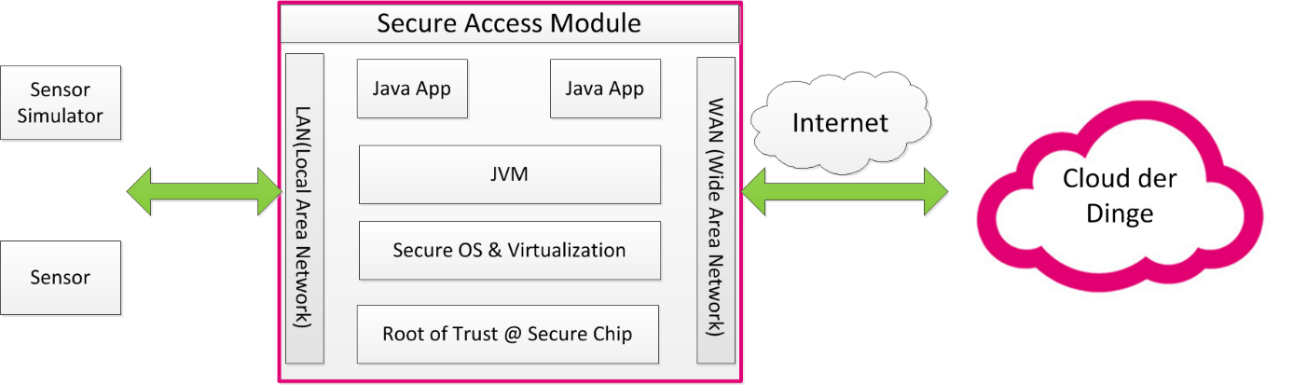 Secure Access Module
Sensor
Simulator
Sensor
LAN(Local Area Network)
Java App
Java App
JVM
Secure OS & Virtualization
Root of Trust @ Secure Chip
WAN (Wide Area Network)
Internet
Cloud der
Dinge